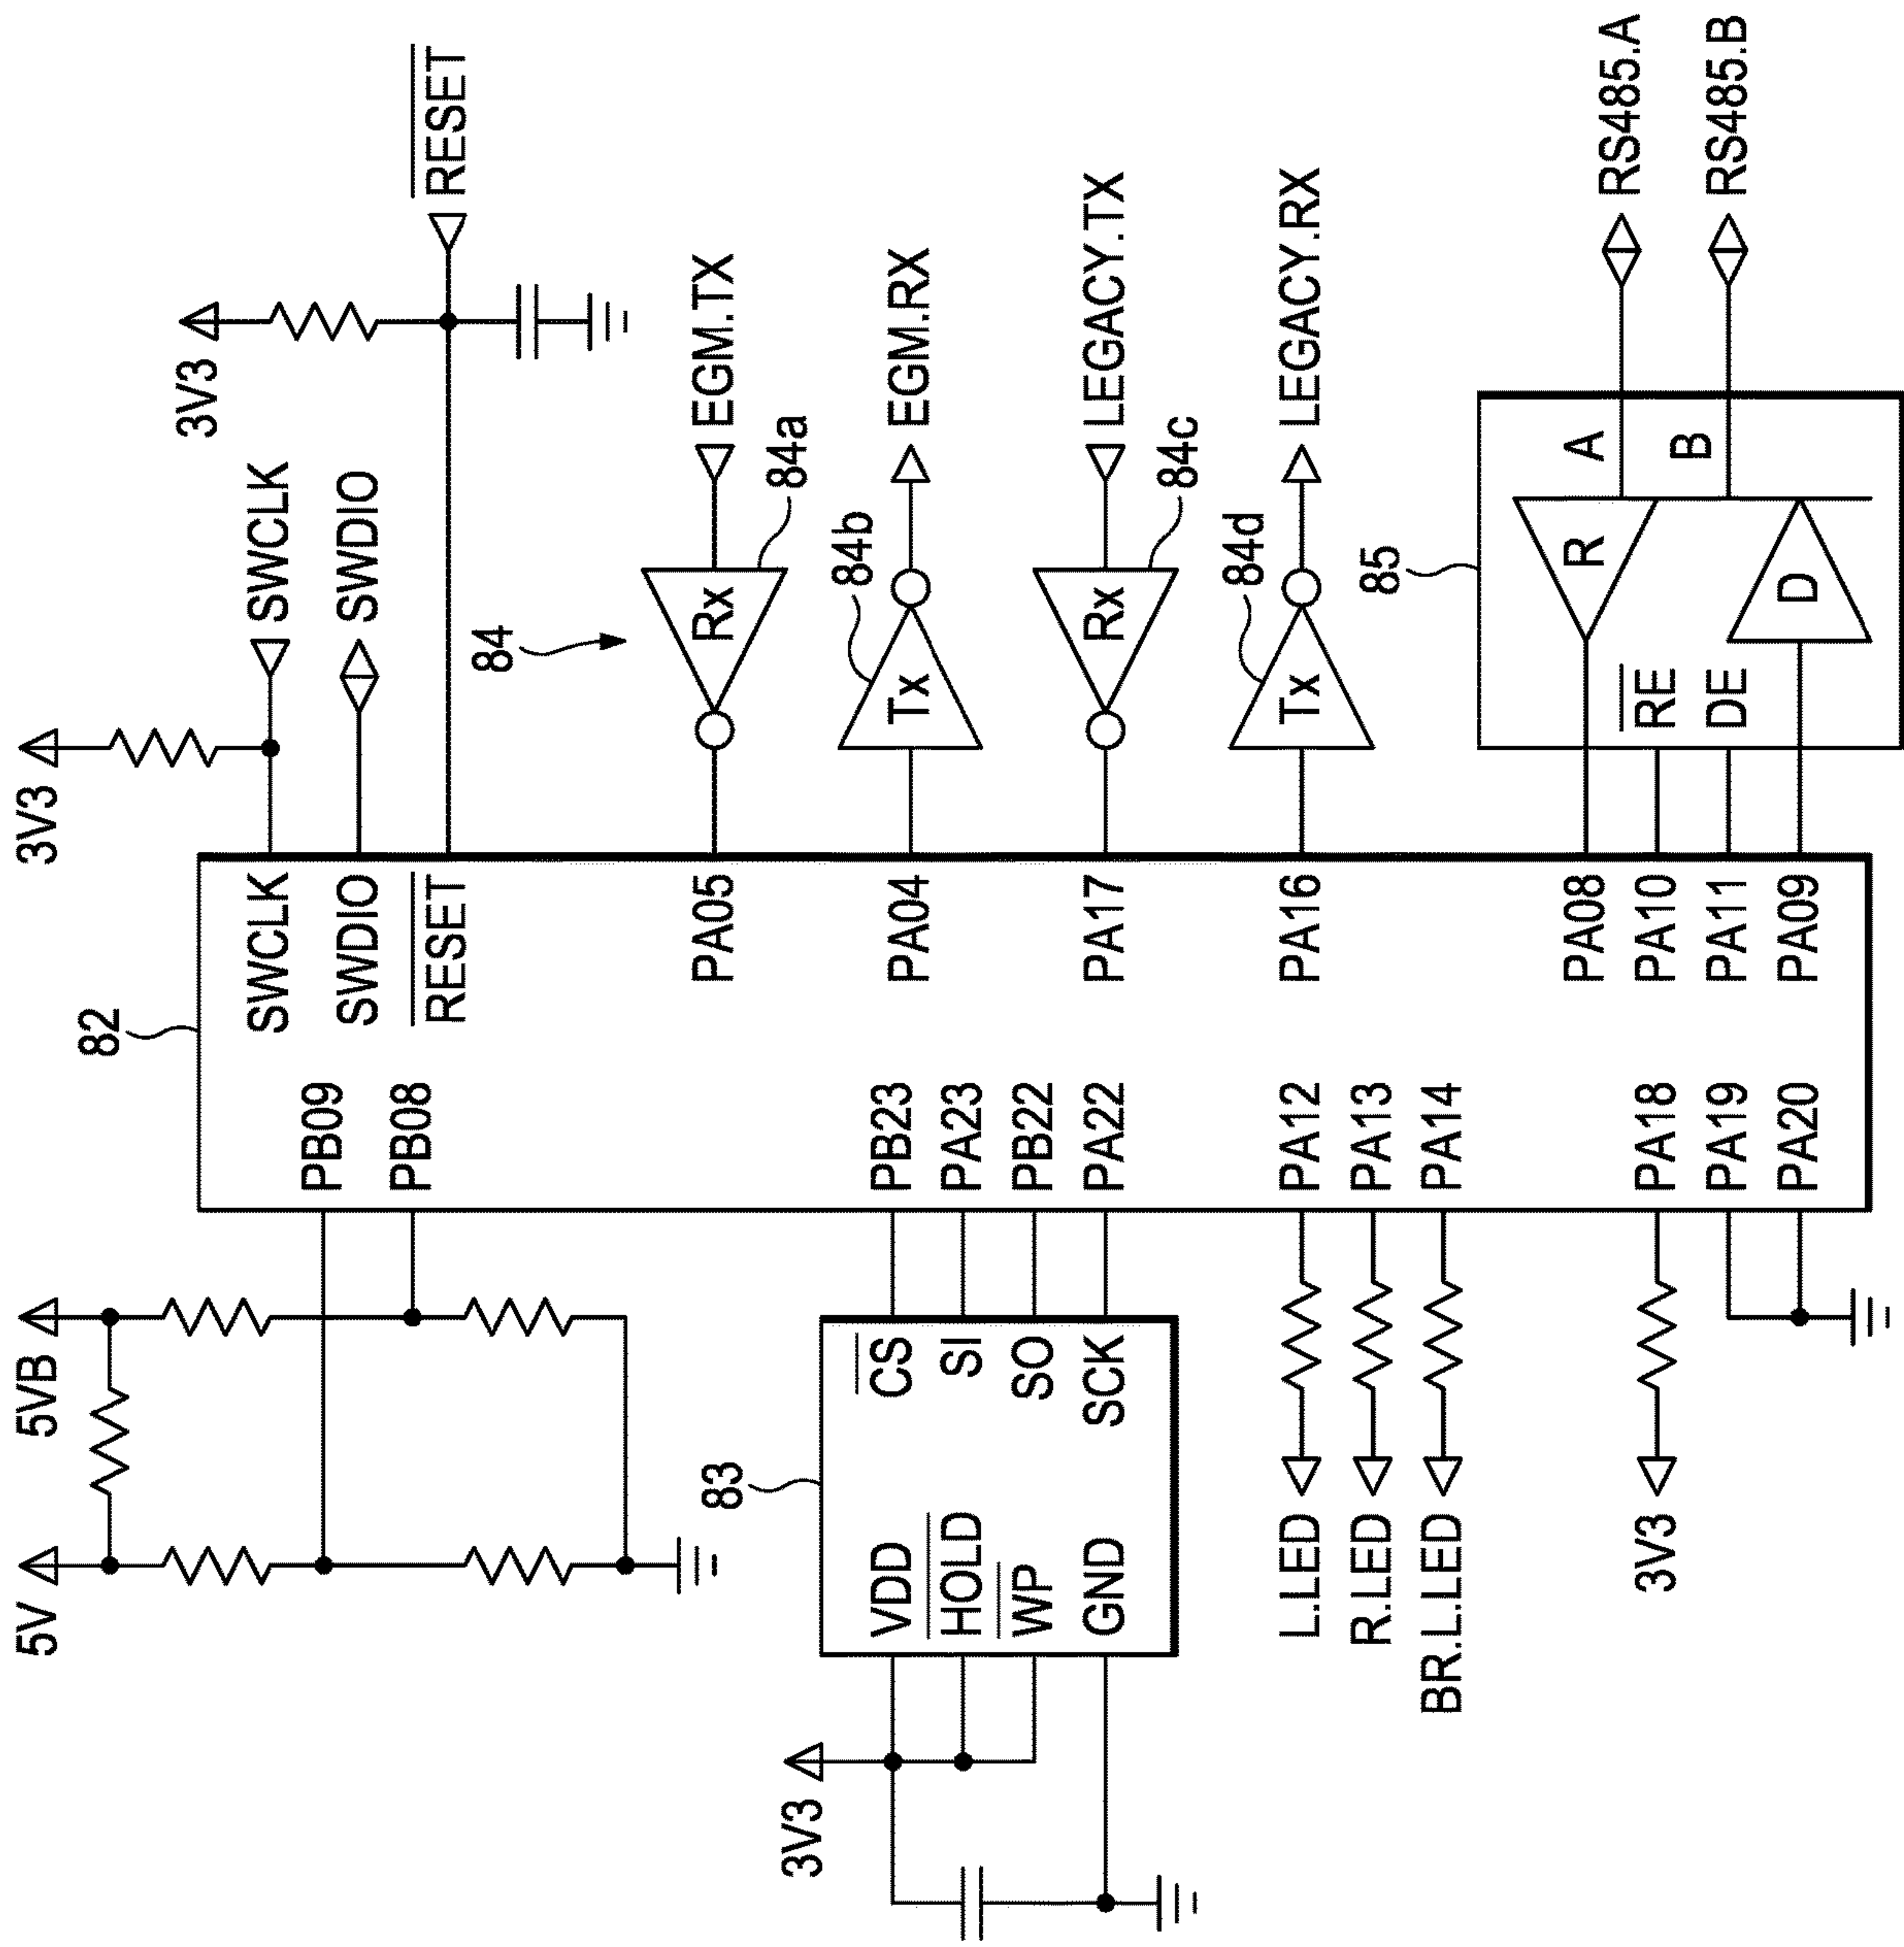 5V
5VB
3V3
3V3
82
PB09
PB08
SWCLK
SWDIO
RESET
SWCLK
SWDIO
RESET
84
PA05
Rx
84a
EGM.TX
PA04
Tx
84b
EGM.RX
PA17
Rx
84c
LEGACY.TX
PA16
Tx
84d
LEGACY.RX
3V3
83
VDD
HOLD
WP
GND
CS
SI
SO
SCK
PB23
PA23
PB22
PA22
L.LED
R.LED
BR.L.LED
PA12
PA13
PA14
3V3
PA18
PA19
PA20
PA08
PA10
PA11
PA09
85
R
RE
DE
D
A
B
RS485.A
RS485.B